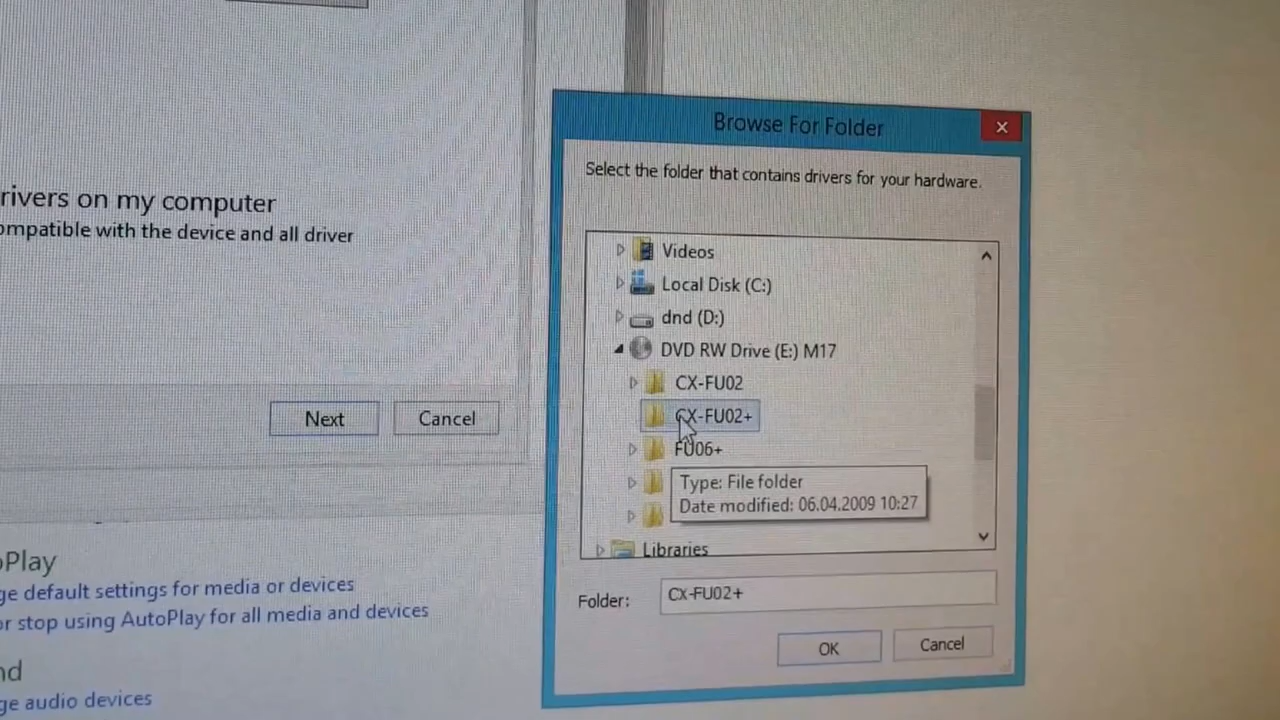 Browse For Folder
Select the folder that contains drivers for your hardware.
rivers on my computer
ompatible with the device and all driver
Videos
Local Disk (C:)
dnd (D:)
DVD RW Drive (E:) M17
CX-FU02
CX-FU02+
FU06+
Type: File folder
Date modified: 06.04.2009 10:27
Libraries
Next
Cancel
Folder:
CX-FU02+
OK
Cancel
oPlay
ge default settings for media or devices
or stop using AutoPlay for all media and devices
nd
ge audio devices